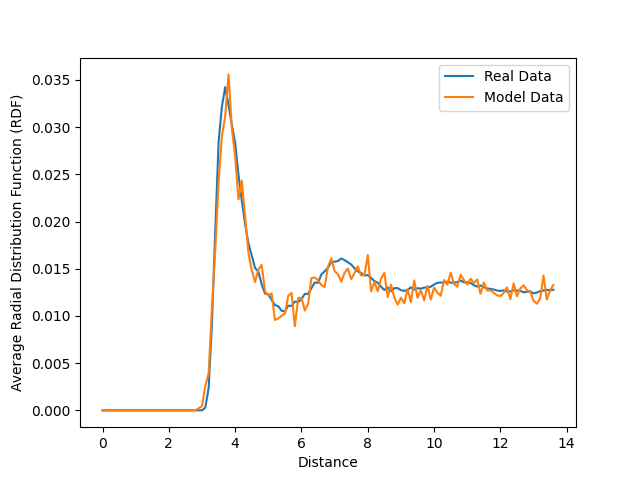 Real Data
Model Data
Average Radial Distribution Function (RDF)
0.035
0.030
0.025
0.020
0.015
0.010
0.005
0.000
0 2 4 6 8 10 12 14
Distance